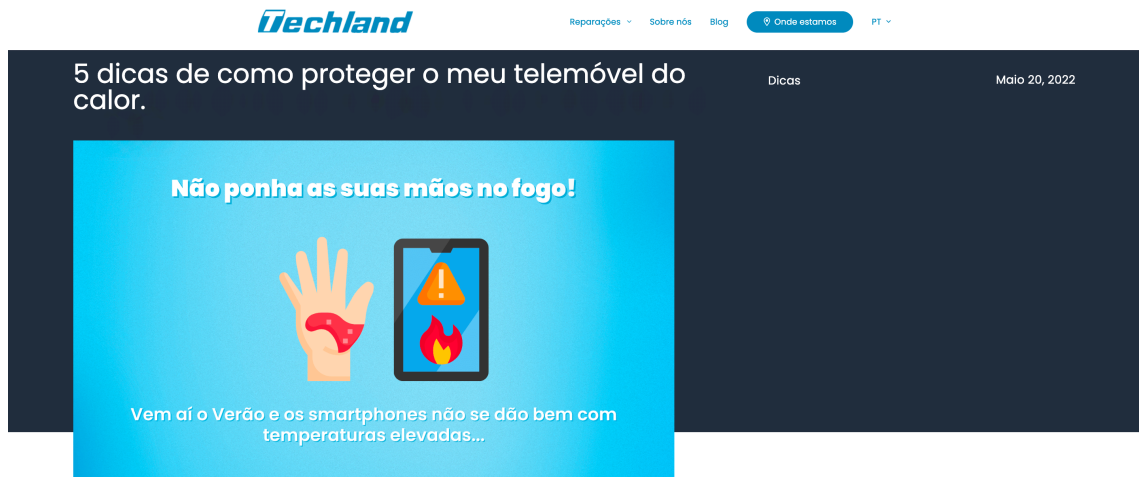 Techland
Reparações
Sobre nós
Blog
Onde estamos
PT
5 dicas de como proteger o meu telemóvel do
calor.
Dicas
Maio 20, 2022
Não ponha as suas mãos no fogo!
Vem aí o Verão e os smartphones não se dão bem com
temperaturas elevadas...